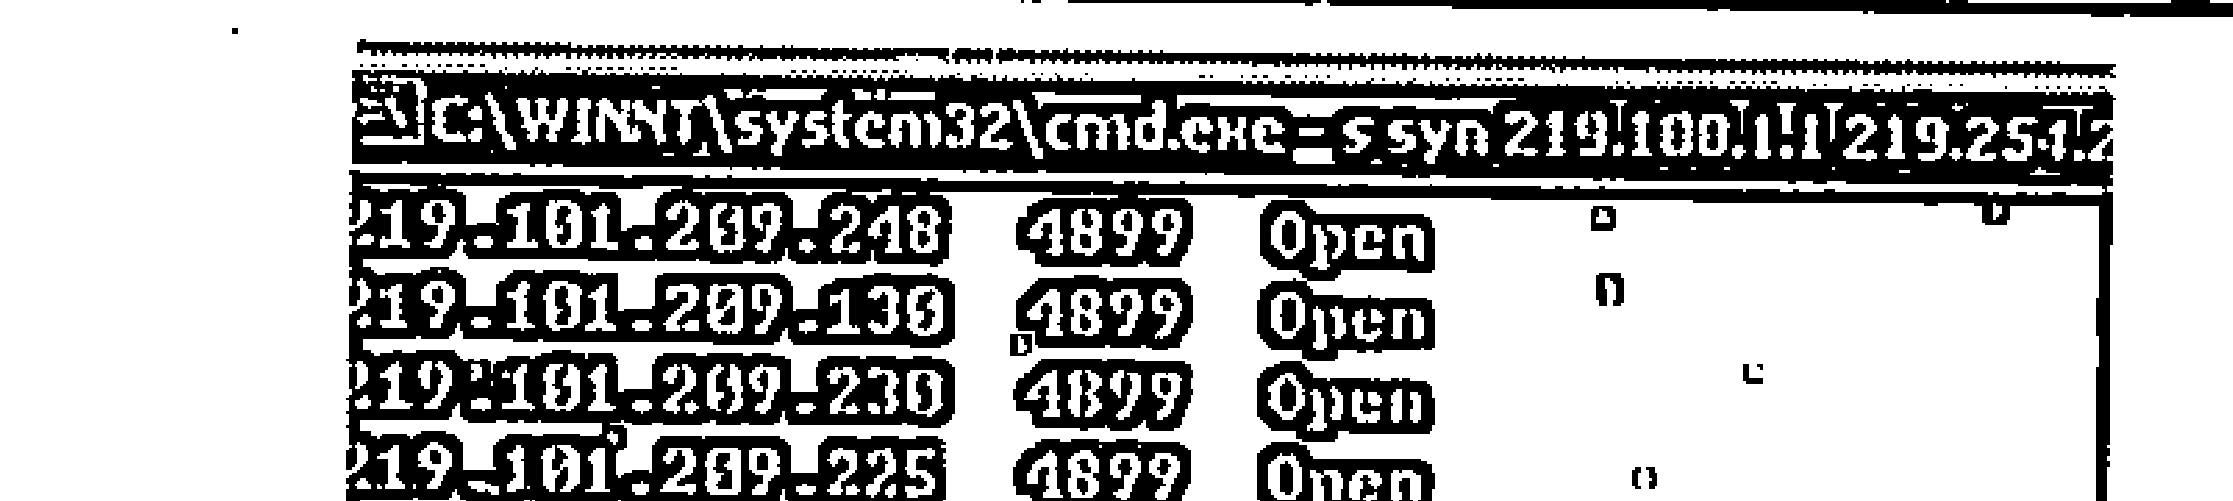 C:\WINNT\system32\cmd.exe - s syn 219.100.1.1 219.254.2
219.101.209.248 4899 Open
219.101.209.130 4899 Open
219.101.209.230 4899 Open
219.101.209.225 4899 Open